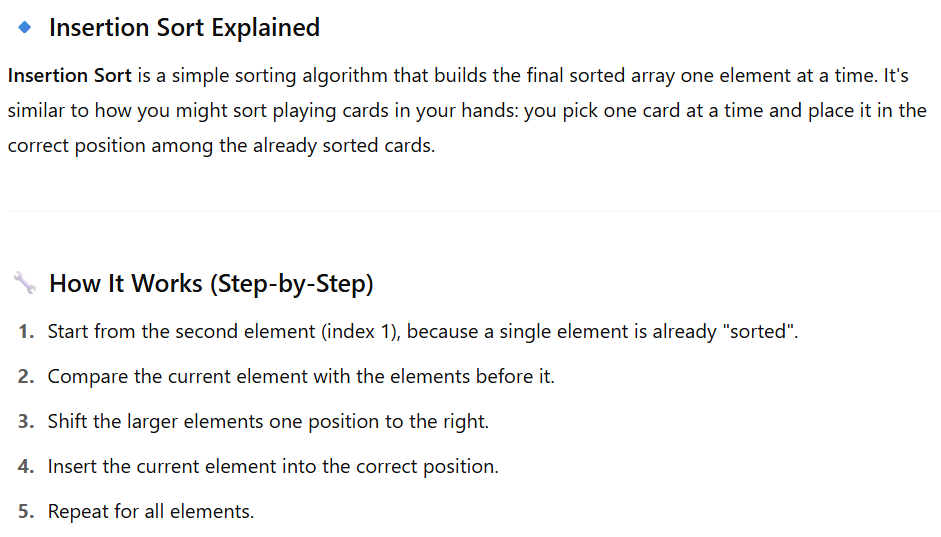 Insertion Sort Explained
Insertion Sort is a simple sorting algorithm that builds the final sorted array one element at a time. It's
similar to how you might sort playing cards in your hands: you pick one card at a time and place it in the
correct position among the already sorted cards.
How It Works (Step-by-Step)
1. Start from the second element (index 1), because a single element is already "sorted".
2. Compare the current element with the elements before it.
3. Shift the larger elements one position to the right.
4. Insert the current element into the correct position.
5. Repeat for all elements.